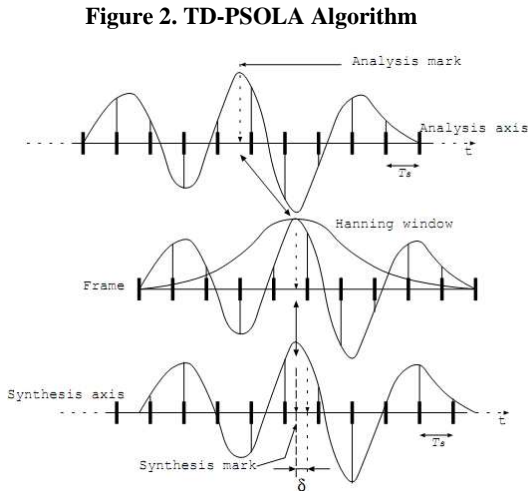 Figure 2. TD-PSOLA Algorithm
Analysis mark
Analysis axis
t
Ts
Hanning window
Frame
Synthesis axis
t
Ts
Synthesis mark
δ